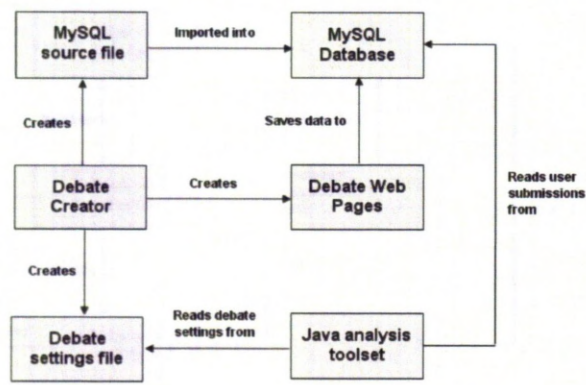 MySQL
source file
Imported into
MySQL
Database
Creates
Saves data to
Debate
Creator
Creates
Debate Web
Pages
Reads user
submissions
from
Creates
Reads debate
settings from
Debate
settings file
Java analysis
toolset